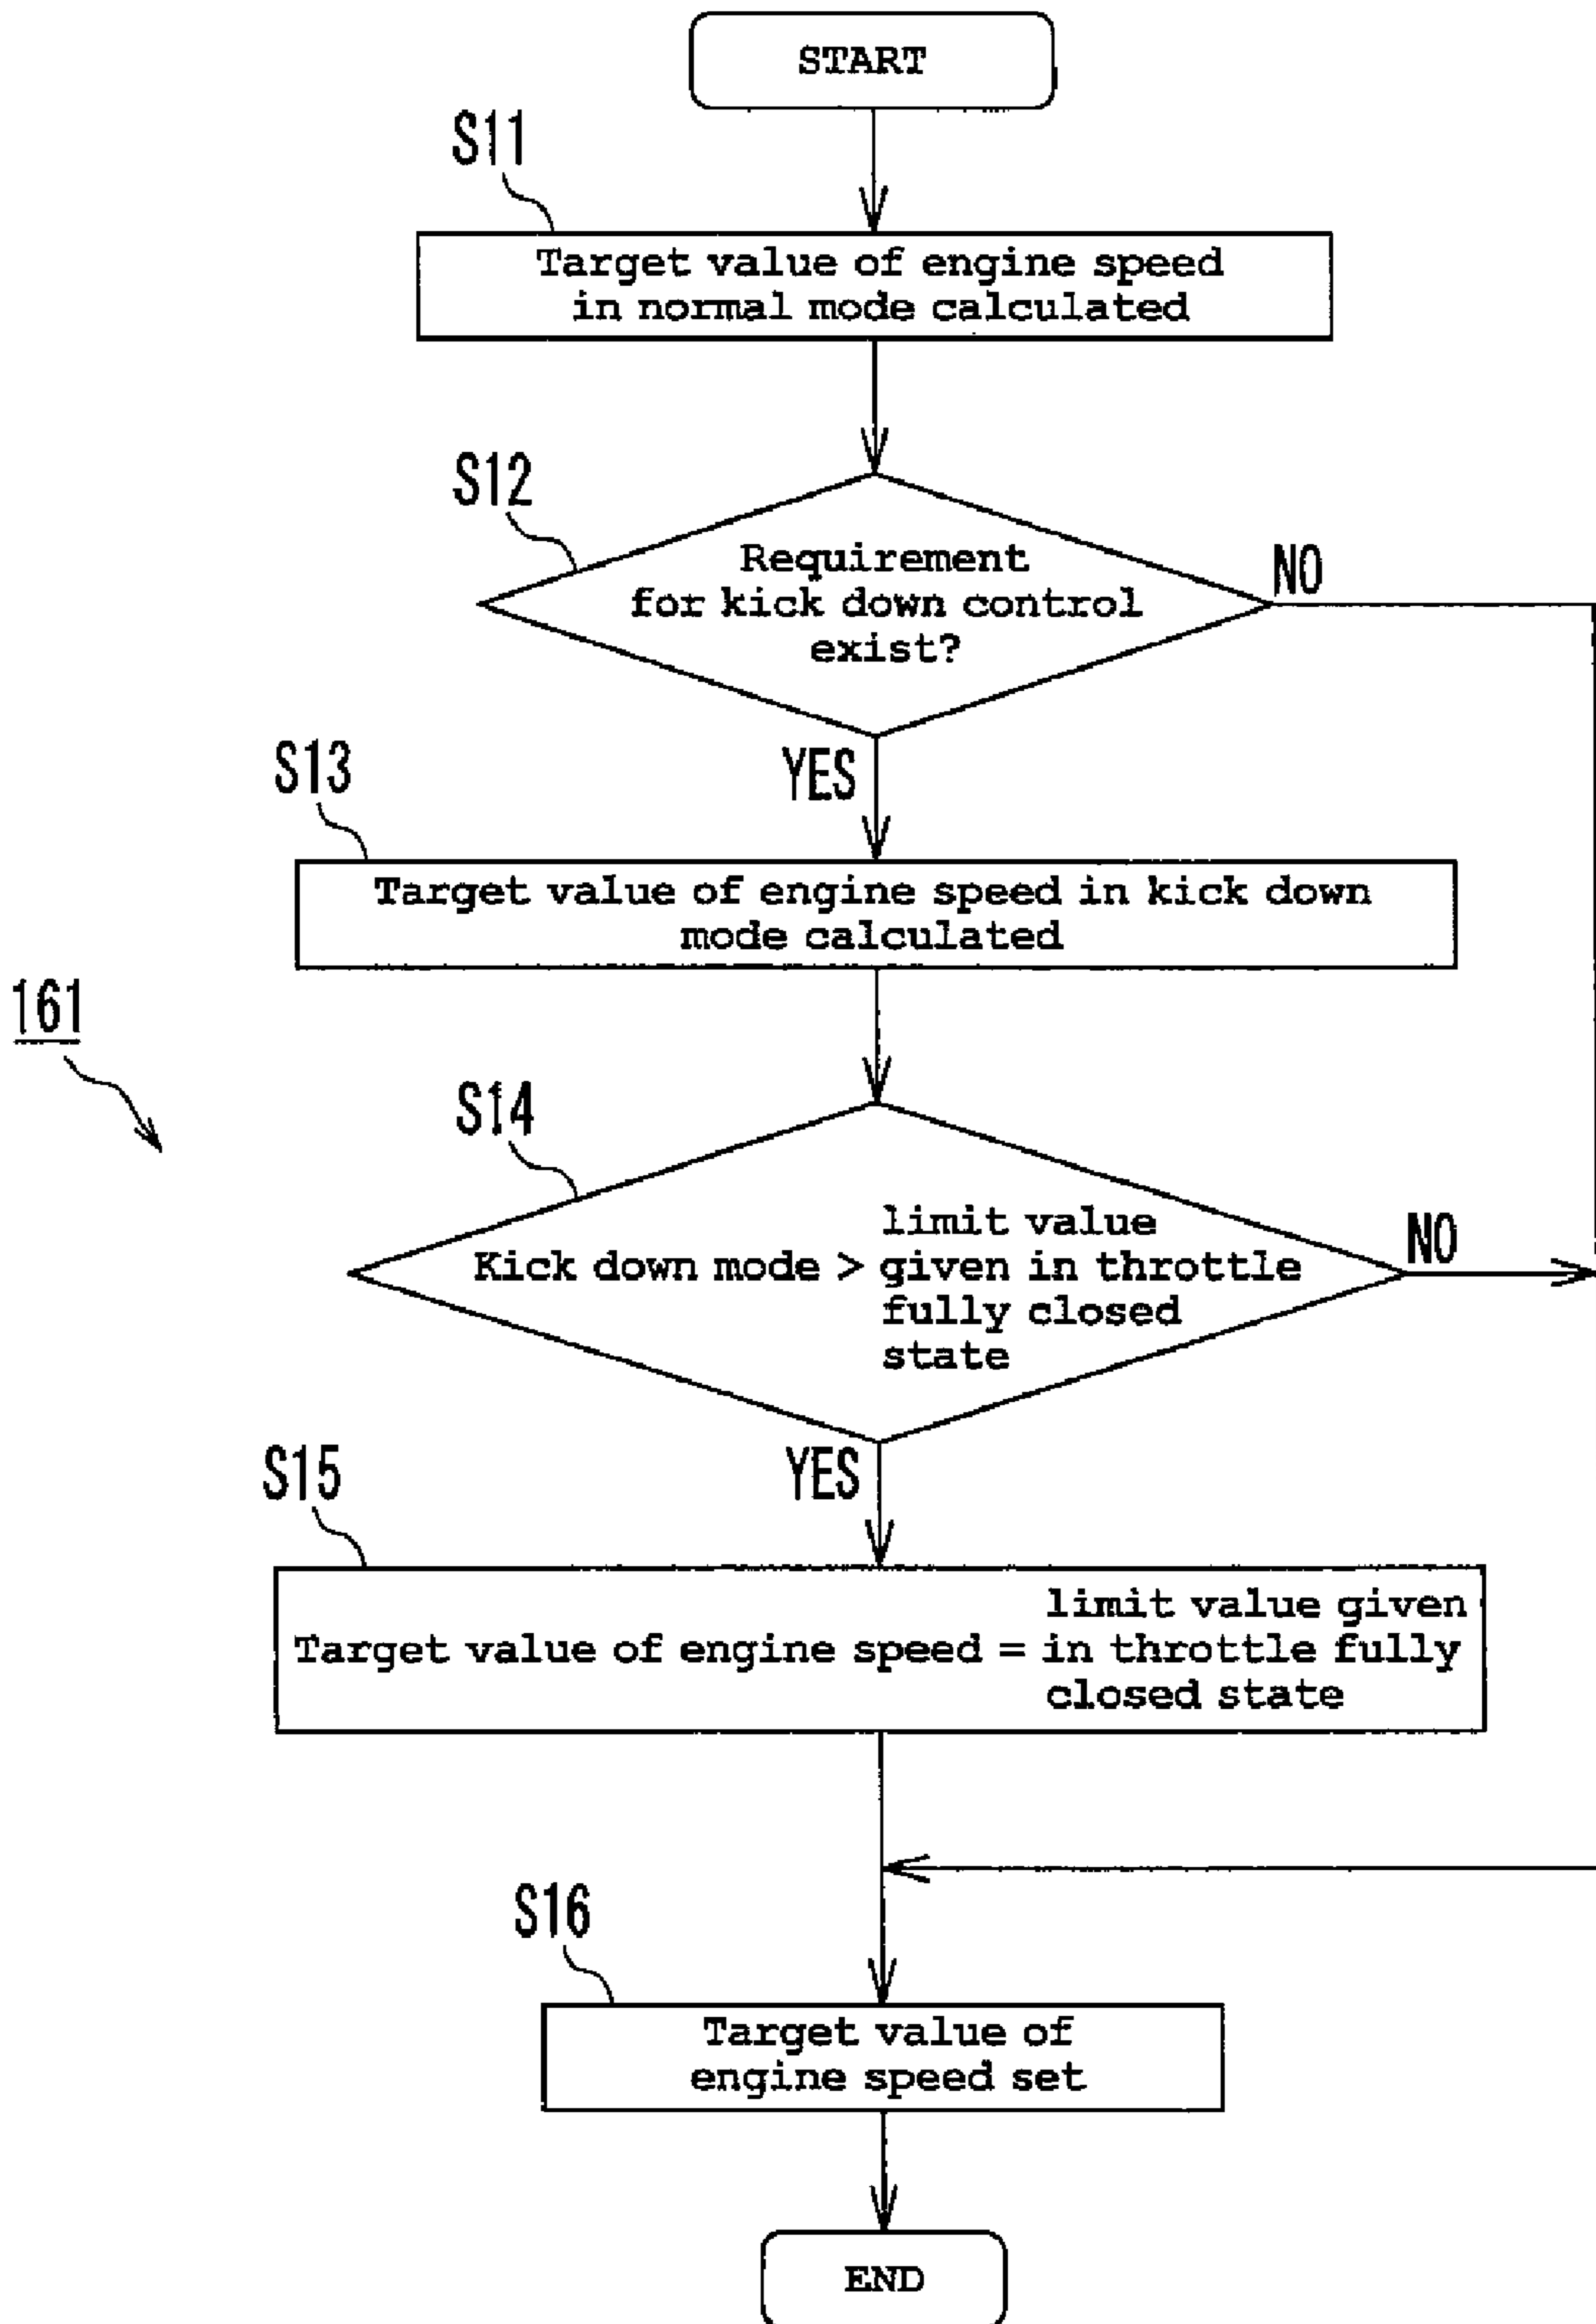 START
S11
Target value of engine speed
in normal mode calculated
S12
Requirement
for kick down control
exist?
NO
YES
S13
Target value of engine speed in kick down
mode calculated
161
S14
limit value
Kick down mode > given in throttle
fully closed
state
NO
YES
S15
limit value given
Target value of engine speed = in throttle fully
closed state
S16
Target value of
engine speed set
END